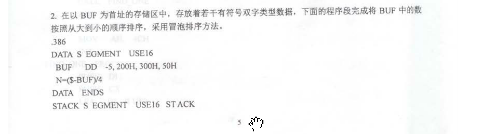 2. 在以 BUF 为首址的存储区中，存放着若干有符号双字类型数据，下面的程序段完成将 BUF 中的数
按照从大到小的顺序排序，采用冒泡排序方法。
.386
DATA S EGMENT USE16
BUF DD -5, 200H, 300H, 50H
N=($-BUF)/4
DATA ENDS
STACK S EGMENT USE16 ST ACK
5